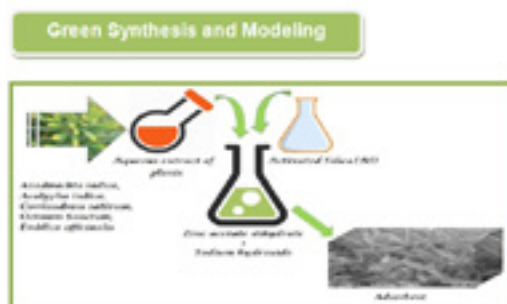 Green Synthesis and Modeling
Aqueous extract of
plants
Activated Silica
Azadirachta indica,
Acalypha indica,
Coriandrum sativum,
Ocimum
Emblica officinalis
Zinc acetate dihydrate
+
Sodium hydroxide
Adsorbent